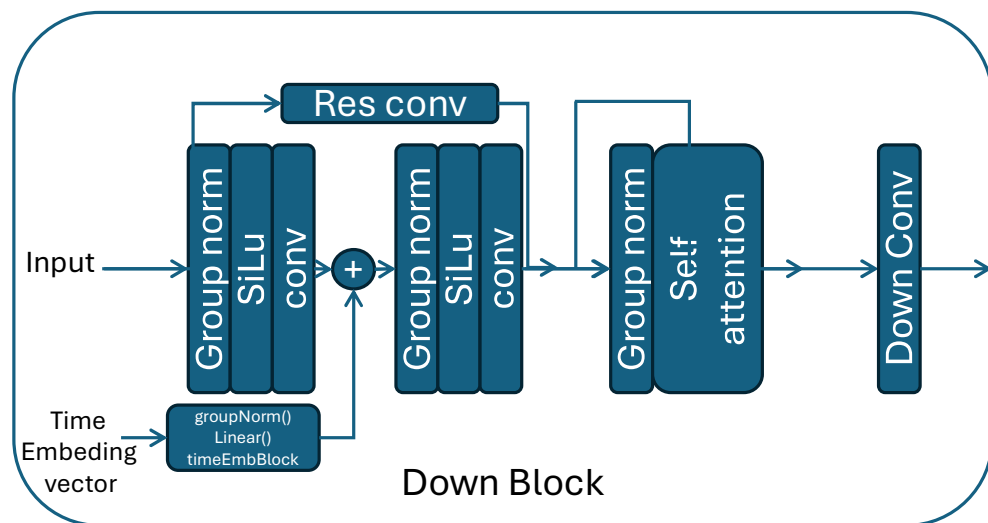 Res conv
Group norm
SiLu
conv
Group norm
SiLu
conv
Group norm
Self
attention
Down Conv
Input
+
Time
Embeding
vector
groupNorm()
Linear()
timeEmbBlock
Down Block